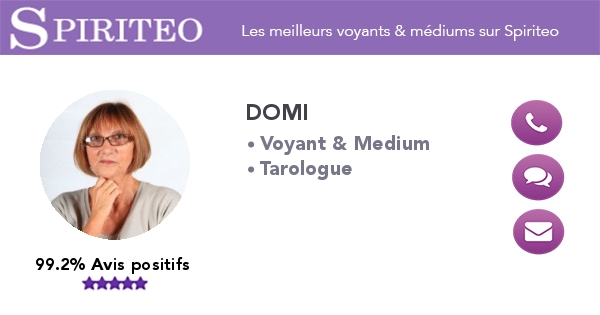 SPIRITEO
Les meilleurs voyants & médiums sur Spiriteo
DOMI
• Voyant & Medium
• Tarologue
99.2% Avis positifs